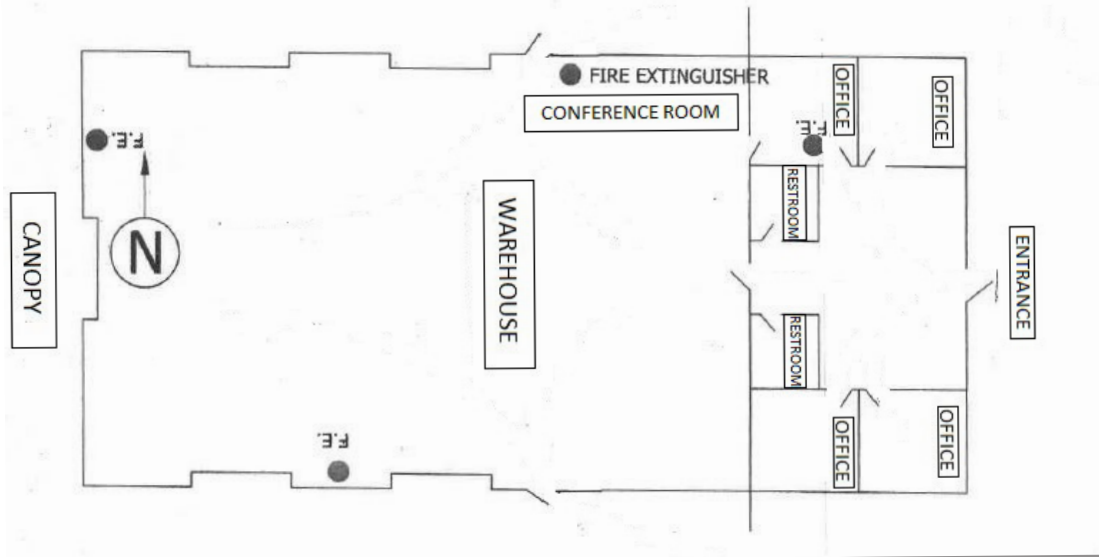 FIRE EXTINGUISHER
CONFERENCE ROOM
OFFICE
OFFICE
F.E.
F.E.
RESTROOM
N
CANOPY
WAREHOUSE
ENTRANCE
RESTROOM
OFFICE
OFFICE
F.E.